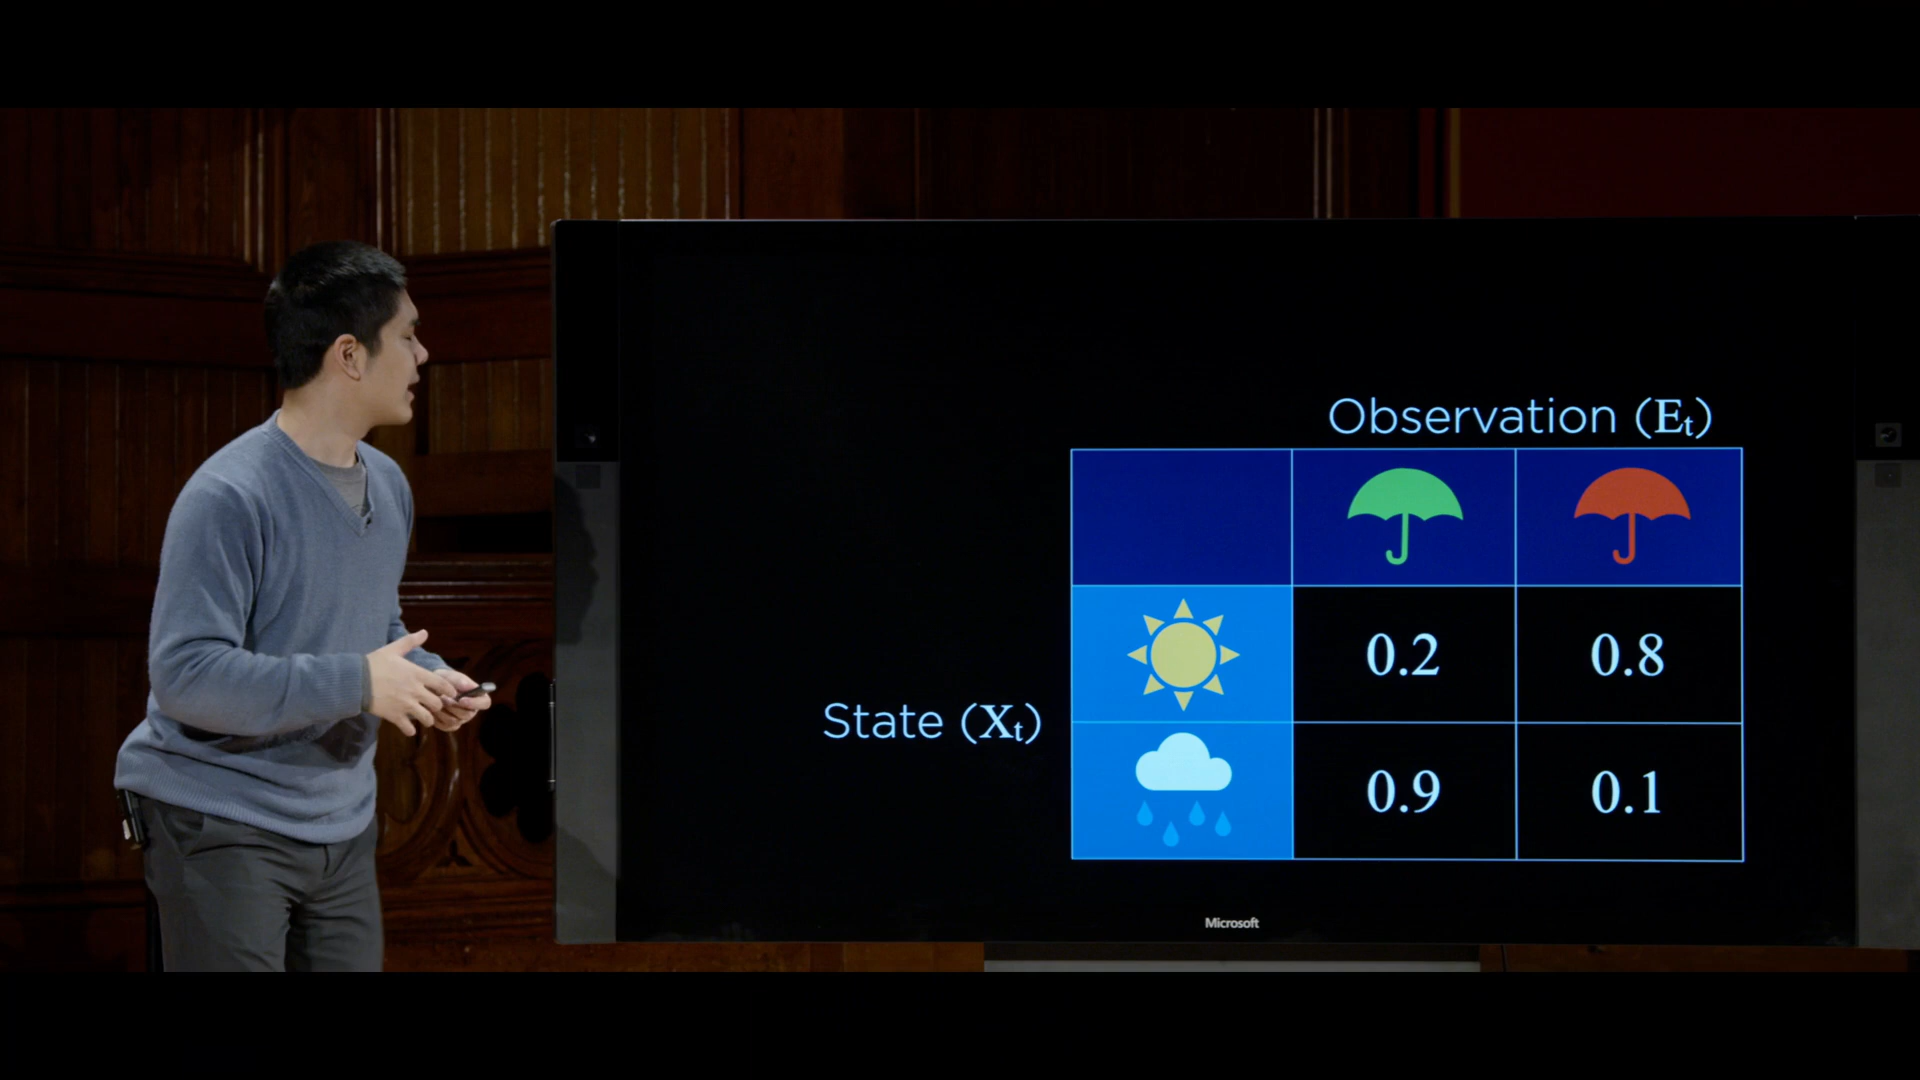 Observation (Eₜ)
0.2 0.8
State (Xₜ)
0.9 0.1
Microsoft